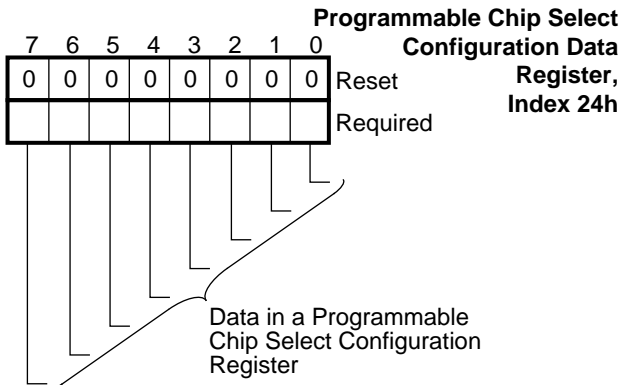 Programmable Chip Select
Configuration Data
Register,
Index 24h
7 6 5 4 3 2 1 0
0 0 0 0 0 0 0 0 Reset
Required
Data in a Programmable
Chip Select Configuration
Register